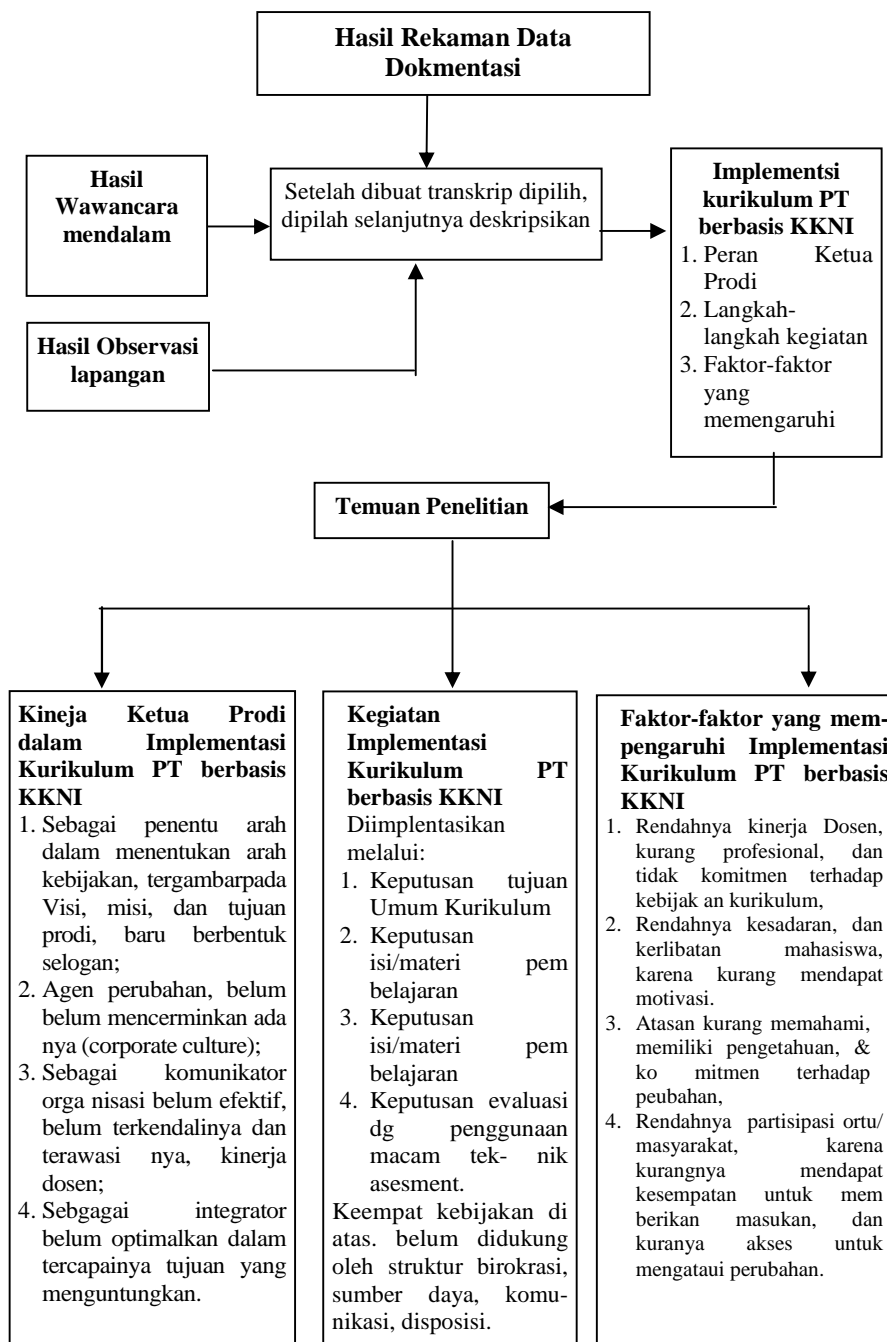 Hasil Rekaman Data
Dokmentasi
Hasil
Wawancara
mendalam
Setelah dibuat transkrip dipilih,
dipilah selanjutnya deskripsikan
Implementsi
kurikulum PT
berbasis KKNI
1. Peran Ketua
Prodi
2. Langkah-
langkah kegiatan
3. Faktor-faktor
yang
memengaruhi
Hasil Observasi
lapangan
Temuan Penelitian
Kineja Ketua Prodi
dalam Implementasi
Kurikulum PT berbasis
KKNI
1. Sebagai penentu arah
dalam menentukan arah
kebijakan, tergambarpada
Visi, misi, dan tujuan
prodi, baru berbentuk
selogan;
2. Agen perubahan, belum
belum mencerminkan ada
nya (corporate culture);
3. Sebagai komunikator
orga nisasi belum efektif,
belum terkendalinya dan
terawasi nya, kinerja
dosen;
4. Sebgagai integrator
belum optimalkan dalam
tercapainya tujuan yang
menguntungkan.
Kegiatan
Implementasi
Kurikulum PT
berbasis KKNI
Diimplentasikan
melalui:
1. Keputusan tujuan
Umum Kurikulum
2. Keputusan
isi/materi pem
belajaran
3. Keputusan
isi/materi pem
belajaran
4. Keputusan evaluasi
dg penggunaan
macam tek- nik
asesment.
Keempat kebijakan di
atas. belum didukung
oleh struktur birokrasi,
sumber daya, komu-
nikasi, disposisi.
Faktor-faktor yang mem-
pengaruhi Implementasi
Kurikulum PT berbasis
KKNI
1. Rendahnya kinerja Dosen,
kurang profesional, dan
tidak komitmen terhadap
kebijak an kurikulum,
2. Rendahnya kesadaran, dan
kerlibatan mahasiswa,
karena kurang mendapat
motivasi.
3. Atasan kurang memahami,
memiliki pengetahuan, &
ko mitmen terhadap
peubahan,
4. Rendahnya partisipasi ortu/
masyarakat, karena
kurangnya mendapat
kesempatan untuk mem
berikan masukan, dan
kuranya akses untuk
mengataui perubahan.